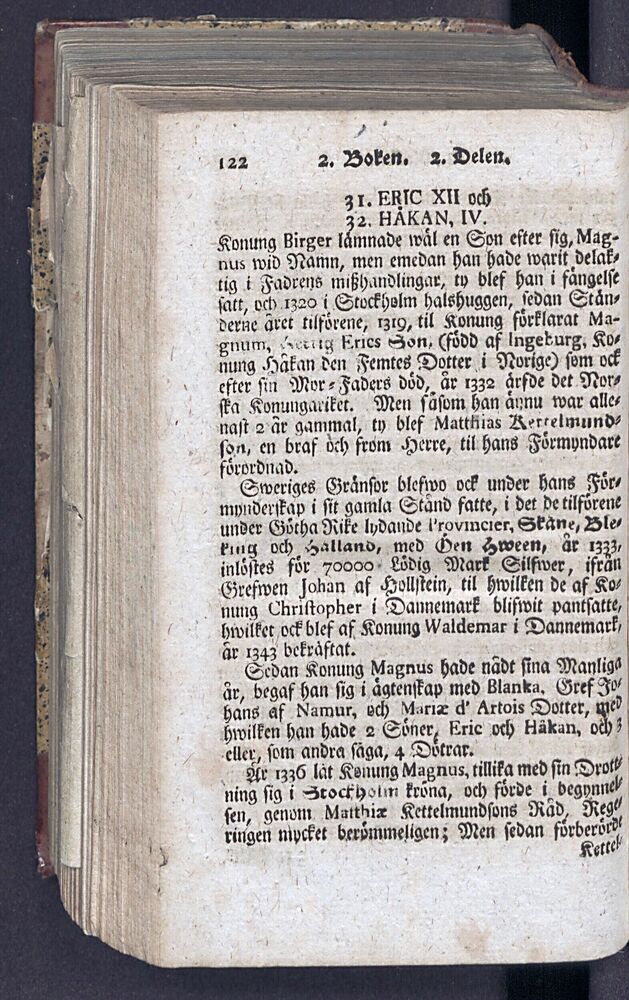 122 2. Boken. 2. Delen.
31. ERIC XII och
32. HÅKAN, IV.
Konung Birger lämnade wäl en Son efter sig, Mag-
nus wid Namn, men emedan han hade warit delak-
tig i Fadrens mißhandlingar, ty blef han i fängelse
satt, och 1320 i Stockholm halshuggen, sedan Stän-
derne året tilförene, 1319, til Konung förklarat Ma-
gnum, Hertig Erics Son, (född af Ingeburg, Ko-
nung Håkan den Femtes Dotter i Norige) som ock
efter sin Mor-Faders död, år 1332 ärfde det Nor-
ska Konungariket. Men såsom han ännu war alle-
nast 2 år gammal, ty blef Matthias Kettelmund-
son, en braf och from Herre, til hans Förmyndare
förordnad.
Sweriges Gränsor blefwo ock under hans För-
mynderskap i sit gamla Stånd satte, i det de tilförene
under Götha Rike lydande Provincier, Skåne, Ble-
king och Halland, med Öen Hween, år 1333,
inlöstes för 70000 Lödig Mark Silfwer, ifrån
Grefwen Johan af Hollstein, til hwilken de af Ko-
nung Christopher i Dannemark blifwit pantsatte,
hwilket ock blef af Konung Waldemar i Dannemark,
år 1343 bekräftat.
Sedan Konung Magnus hade nådt sina Manliga
år, begaf han sig i ägtenskap med Blanka, Gref Jo-
hans af Namur, och Mariæ d' Artois Dotter, med
hwilken han hade 2 Söner, Eric och Håkan, och 3
eller, som andra säga, 4 Dötrar.
År 1336 lät Konung Magnus, tillika med sin Drott-
ning sig i Stockholm kröna, och förde i begynnel-
sen, genom Matthiæ Kettelmundsons Råd, Rege-
ringen mycket berömmeligen; Men sedan förberörde
Kettel-